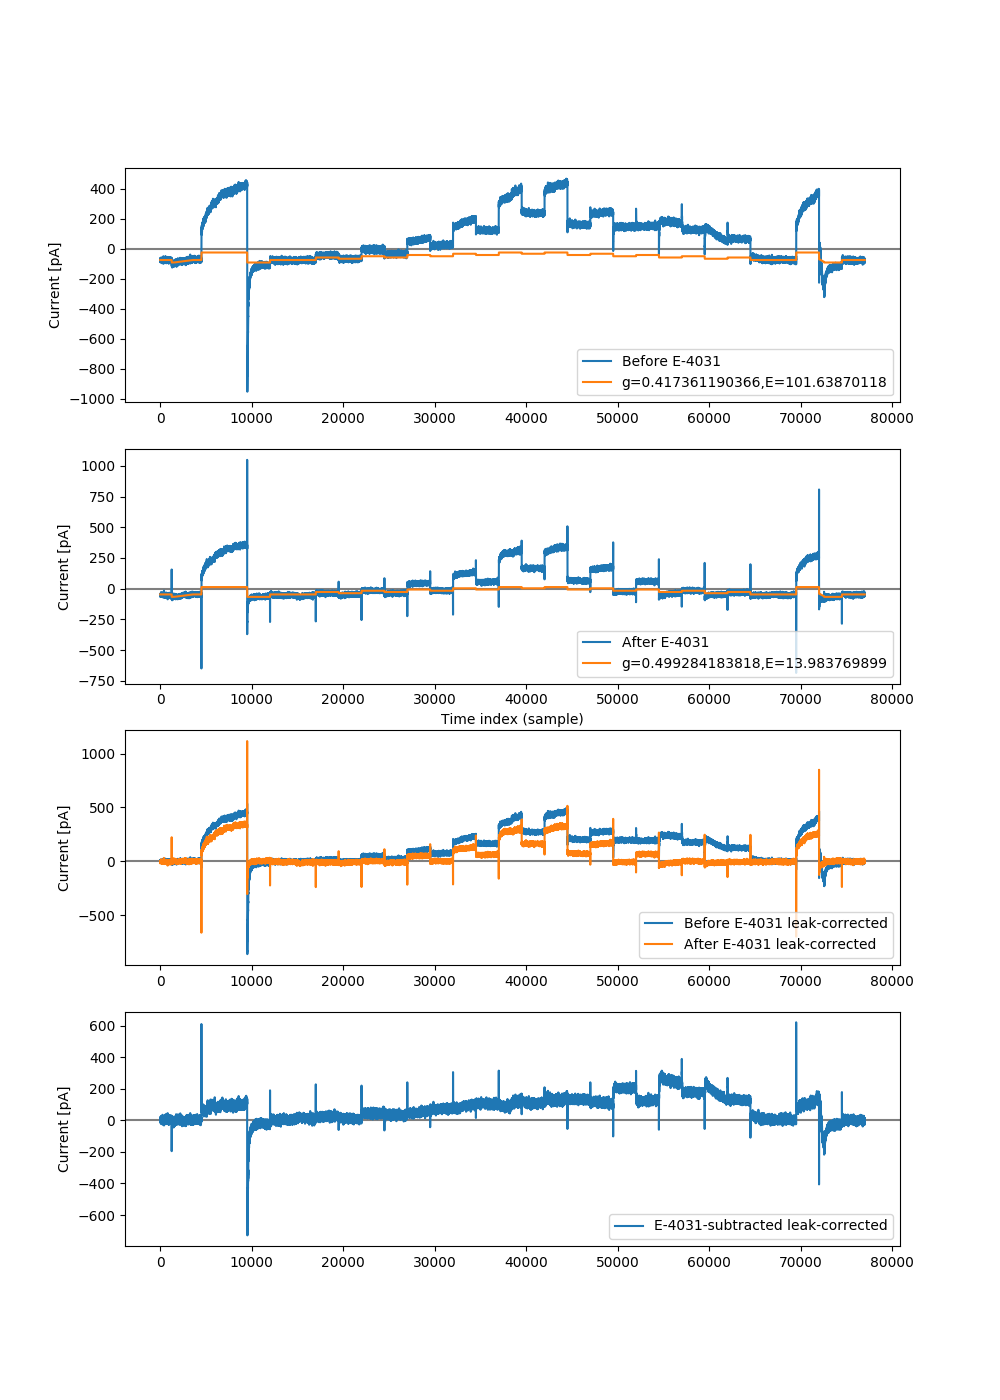 400
200
0
−200
−400
−600
−800
−1000
Current [pA]
Before E-4031
g=0.417361190366,E=101.63870118
0 10000 20000 30000 40000 50000 60000 70000 80000
1000
750
500
250
0
−250
−500
−750
Current [pA]
After E-4031
g=0.499284183818,E=13.983769899
0 10000 20000 30000 40000 50000 60000 70000 80000
Time index (sample)
1000
500
0
−500
Current [pA]
Before E-4031 leak-corrected
After E-4031 leak-corrected
0 10000 20000 30000 40000 50000 60000 70000 80000
600
400
200
0
−200
−400
−600
Current [pA]
E-4031-subtracted leak-corrected
0 10000 20000 30000 40000 50000 60000 70000 80000